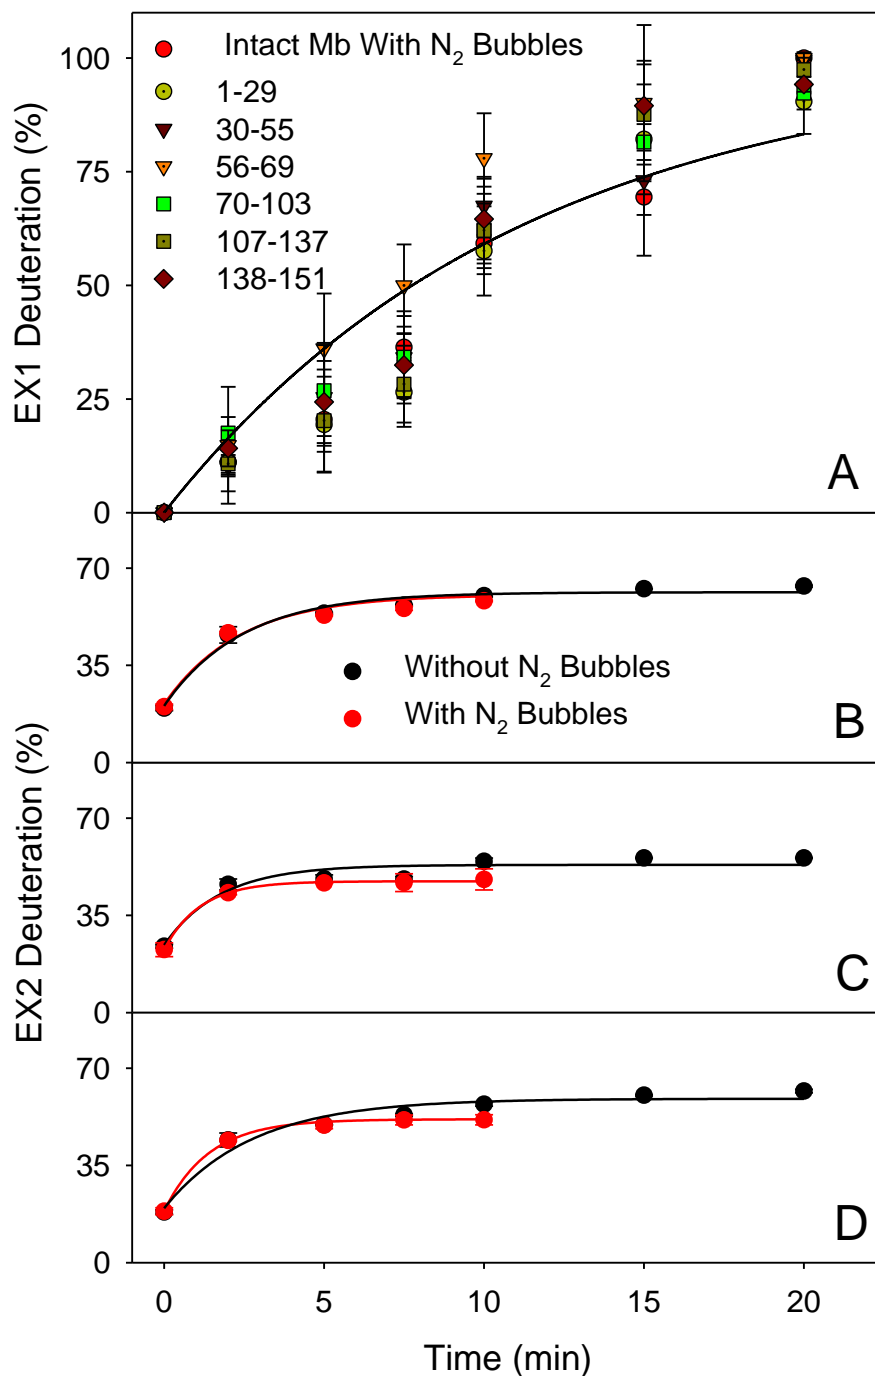 EX1 Deuteration (%)
100
75
50
25
0
Intact Mb With N2 Bubbles
1-29
30-55
56-69
70-103
107-137
138-151
A
EX2 Deuteration (%)
70
35
0
Without N2 Bubbles
With N2 Bubbles
B
70
35
0
C
70
35
0
D
0 5 10 15 20
Time (min)